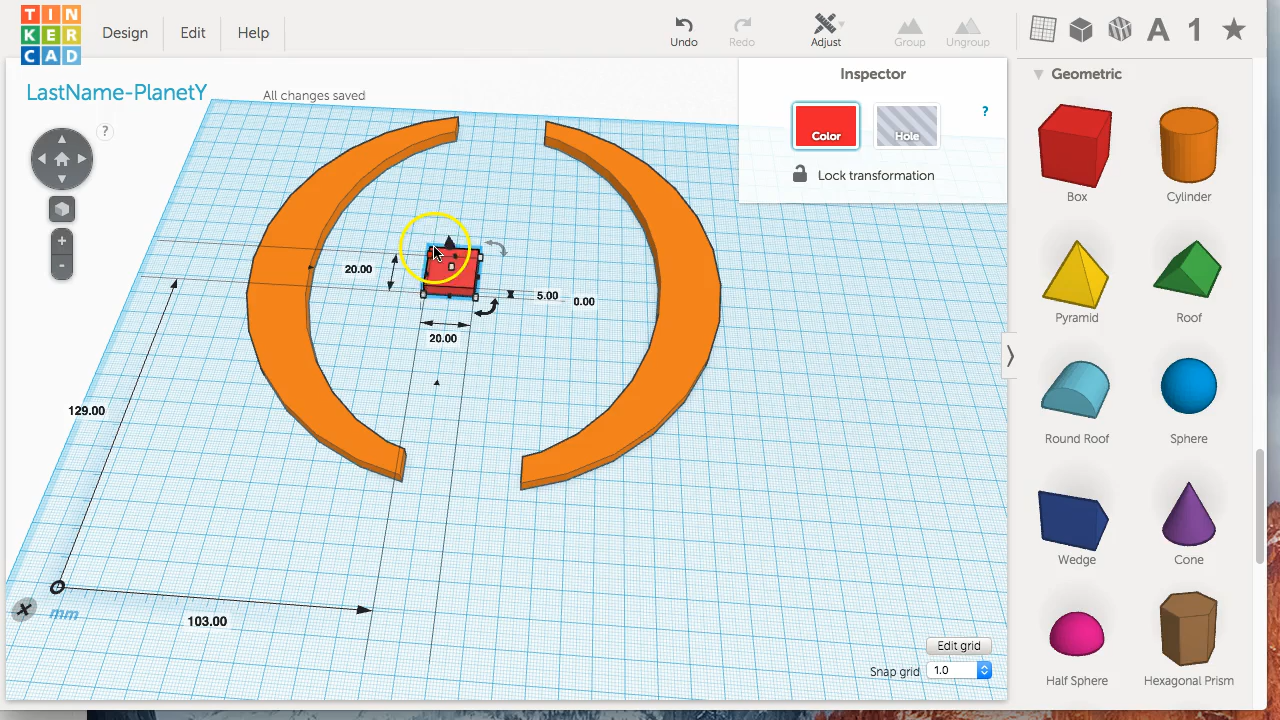 TIN
KER
CAD
Design
Edit
Help
Undo
Redo
Adjust
Group
Ungroup
A
1
LastName-PlanetY
All changes saved
?
+
-
Inspector
Color
Hole
?
Lock transformation
Geometric
Box
Cylinder
Pyramid
Roof
Round Roof
Sphere
Wedge
Cone
Half Sphere
Hexagonal Prism
20.00
5.00
0.00
20.00
129.00
103.00
mm
Edit grid
Snap grid
1.0